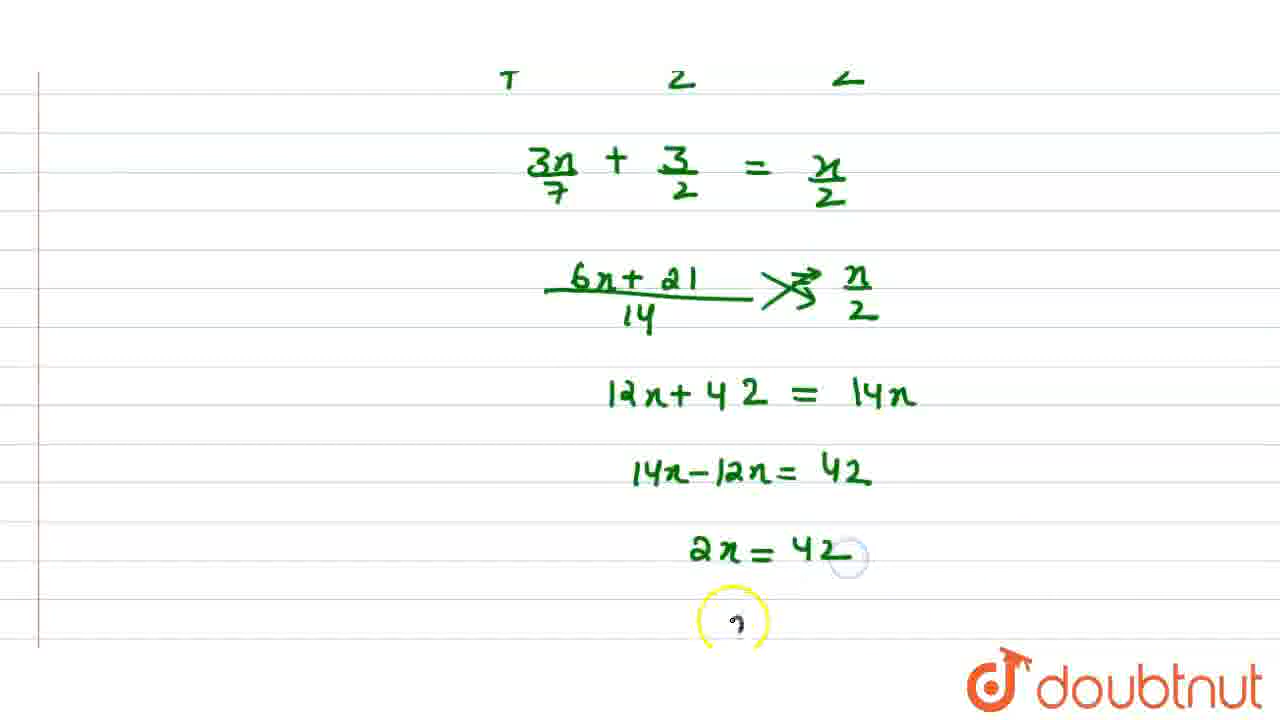 3x/7 + 3/2 = x/2
6x + 21/14 x/2
12x + 42 = 14x
14x - 12x = 42
2x = 42
doubtnut